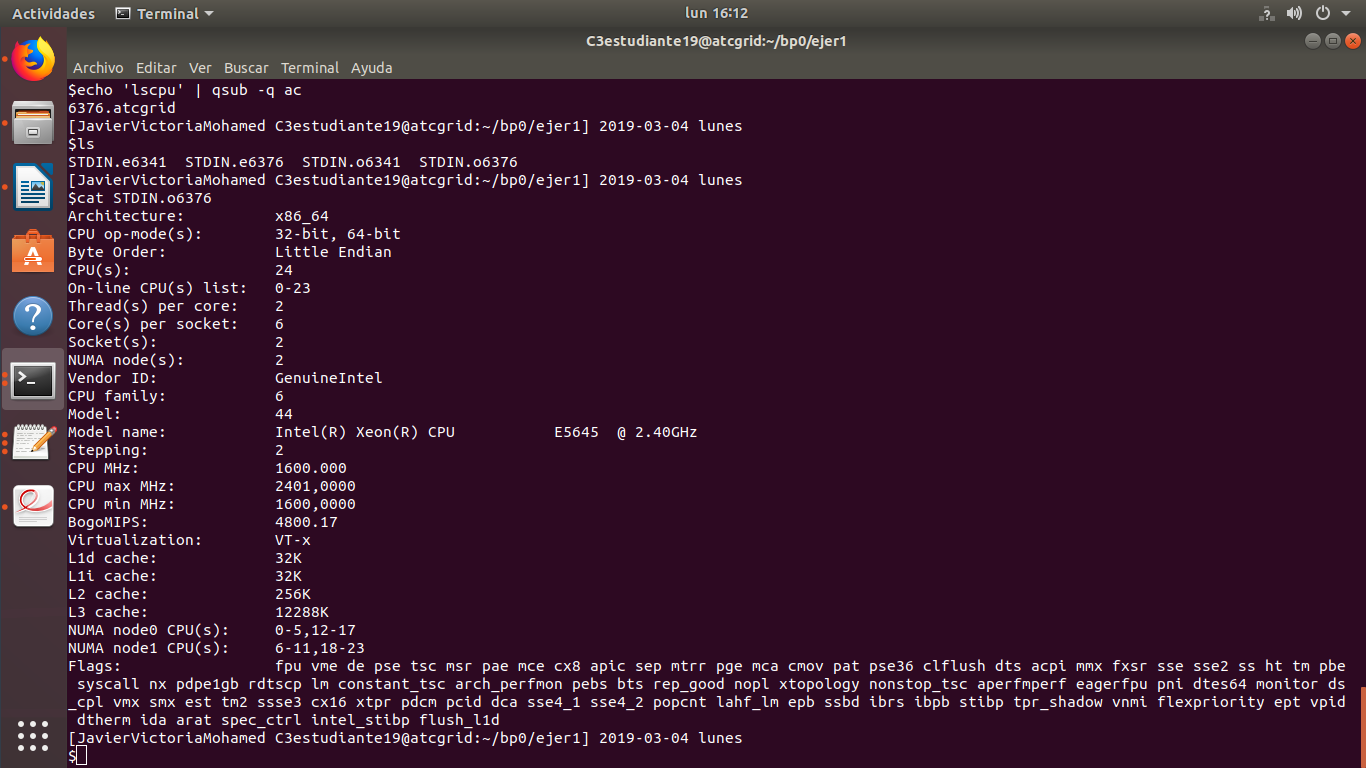 Actividades Terminal lun 16:12
C3estudiante19@atcgrid:~/bp0/ejer1
Archivo Editar Ver Buscar Terminal Ayuda
$echo 'lscpu' | qsub -q ac
6376.atcgrid
[JavierVictoriaMohamed C3estudiante19@atcgrid:~/bp0/ejer1] 2019-03-04 lunes
$ls
STDIN.e6341  STDIN.e6376  STDIN.o6341  STDIN.o6376
[JavierVictoriaMohamed C3estudiante19@atcgrid:~/bp0/ejer1] 2019-03-04 lunes
$cat STDIN.o6376
Architecture:          x86_64
CPU op-mode(s):        32-bit, 64-bit
Byte Order:            Little Endian
CPU(s):                24
On-line CPU(s) list:   0-23
Thread(s) per core:    2
Core(s) per socket:    6
Socket(s):             2
NUMA node(s):          2
Vendor ID:             GenuineIntel
CPU family:            6
Model:                 44
Model name:            Intel(R) Xeon(R) CPU           E5645  @ 2.40GHz
Stepping:              2
CPU MHz:               1600.000
CPU max MHz:           2401,0000
CPU min MHz:           1600,0000
BogoMIPS:              4800.17
Virtualization:        VT-x
L1d cache:             32K
L1i cache:             32K
L2 cache:              256K
L3 cache:              12288K
NUMA node0 CPU(s):     0-5,12-17
NUMA node1 CPU(s):     6-11,18-23
Flags:                 fpu vme de pse tsc msr pae mce cx8 apic sep mtrr pge mca cmov pat pse36 clflush dts acpi mmx fxsr sse sse2 ss ht tm pbe
 syscall nx pdpe1gb rdtscp lm constant_tsc arch_perfmon pebs bts rep_good nopl xtopology nonstop_tsc aperfmperf eagerfpu pni dtes64 monitor ds
_cpl vmx smx est tm2 ssse3 cx16 xtpr pdcm pcid dca sse4_1 sse4_2 popcnt lahf_lm epb ssbd ibrs ibpb stibp tpr_shadow vnmi flexpriority ept vpid
 dtherm ida arat spec_ctrl intel_stibp flush_l1d
[JavierVictoriaMohamed C3estudiante19@atcgrid:~/bp0/ejer1] 2019-03-04 lunes
$